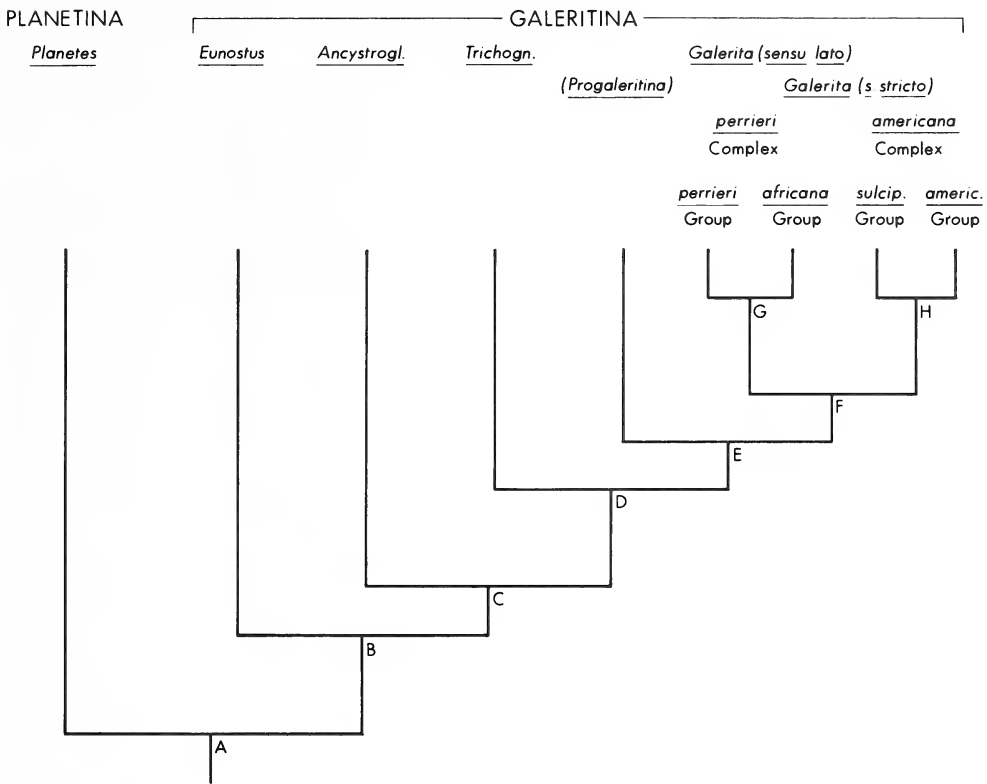 PLANETINA GALERITINA
Planetes Eunostus Ancystrogl. Trichogn. Galerita (sensu lato)
(Progaleritina) Galerita (s stricto)
perrieri americana
Complex Complex
perrieri africana sulcip. americ.
Group Group Group Group
G H
F
E
D
C
B
A